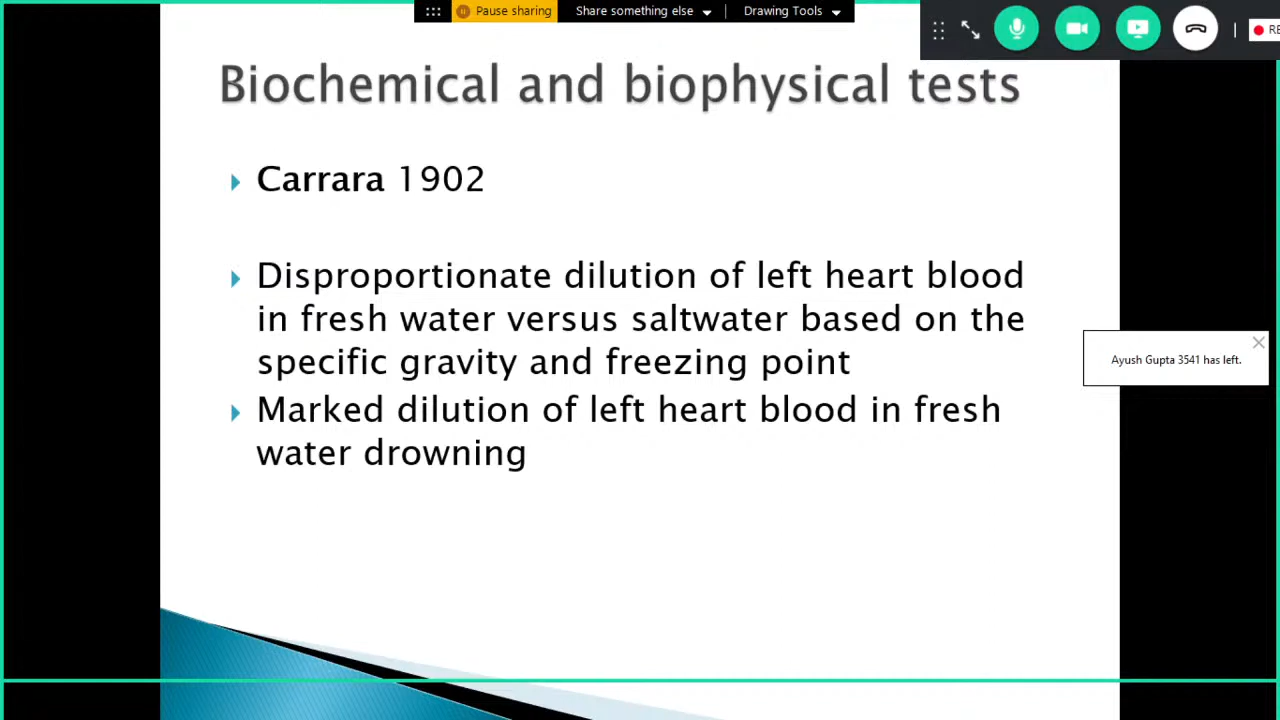 Pause sharing
Share something else
Drawing Tools
RE
Biochemical and biophysical tests
Carrara 1902
Disproportionate dilution of left heart blood
in fresh water versus saltwater based on the
specific gravity and freezing point
Ayush Gupta 3541 has left.
Marked dilution of left heart blood in fresh
water drowning